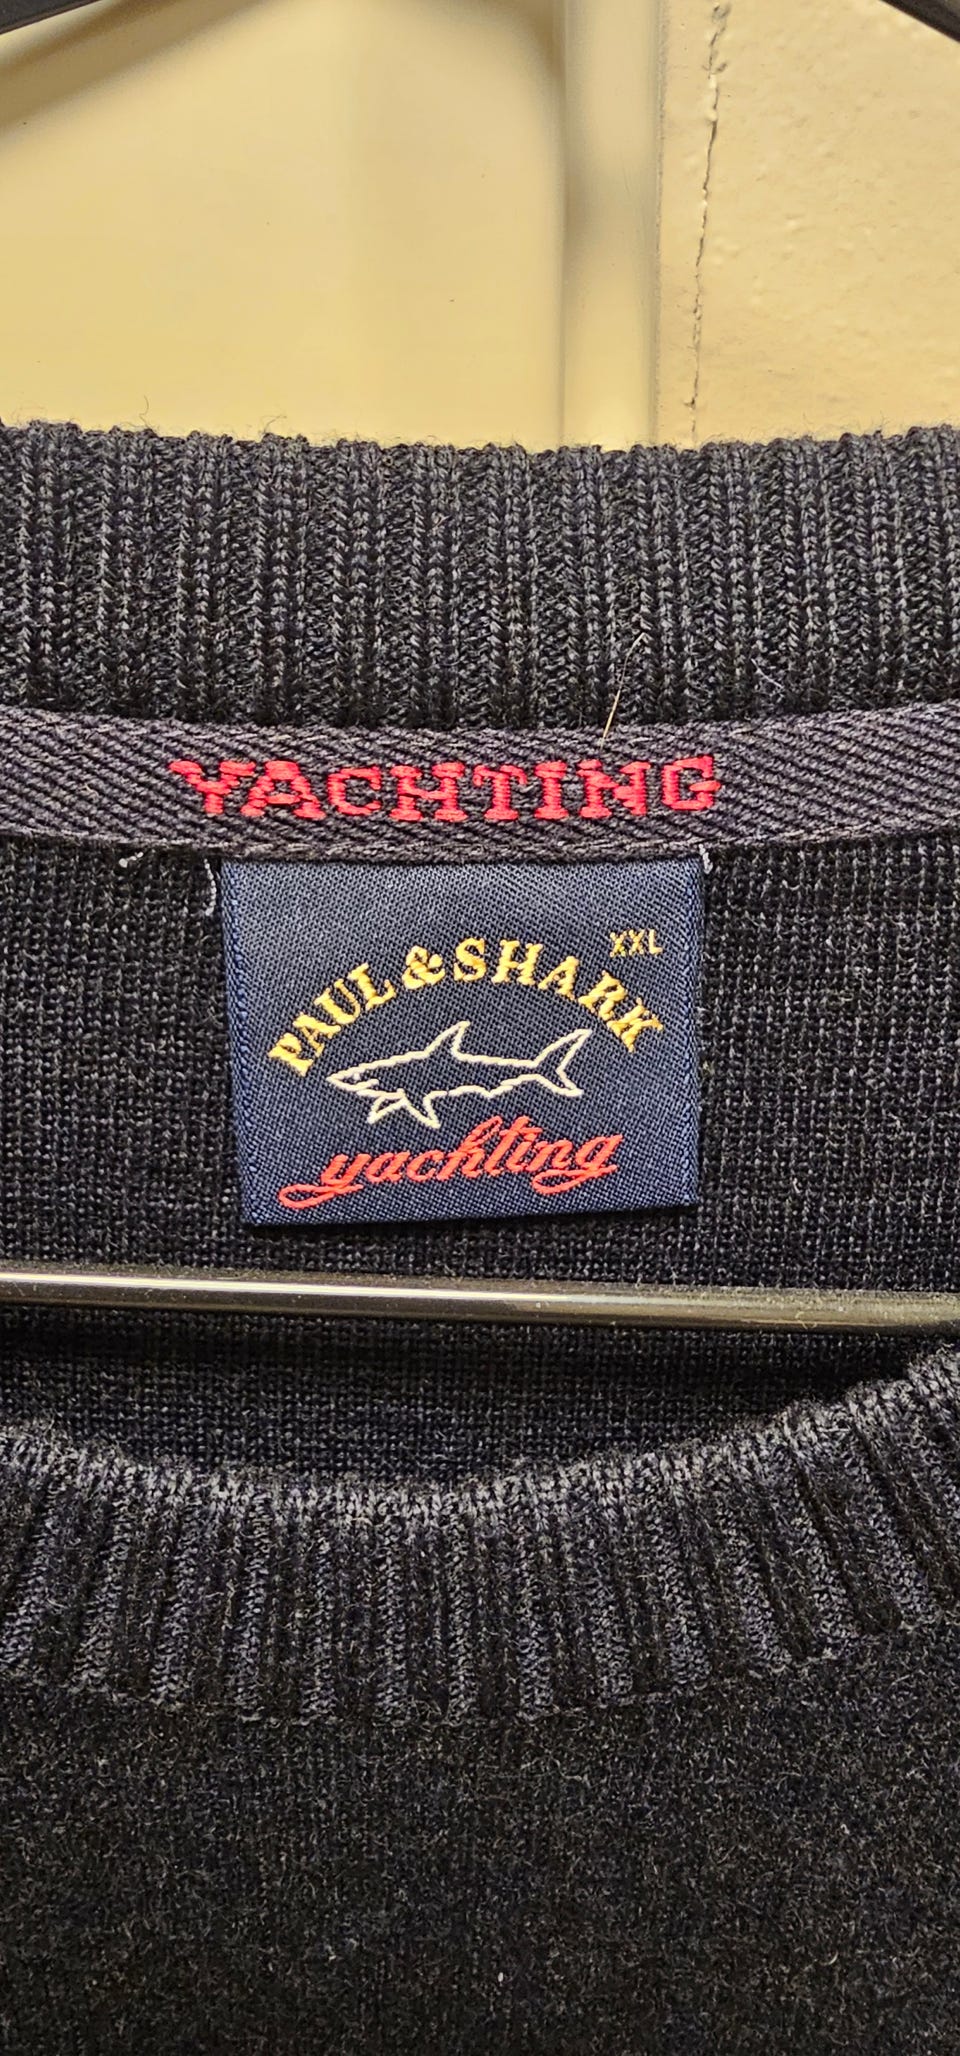 YACHTING
XXL
PAUL & SHARK
yachting